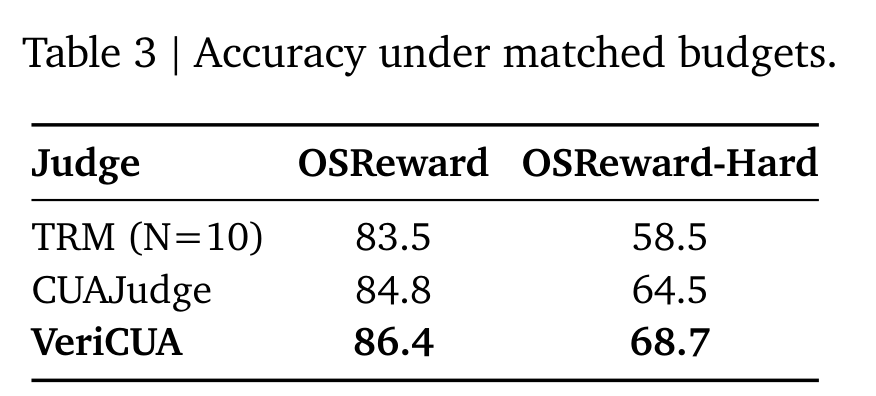 Table 3 | Accuracy under matched budgets.
Judge OSReward OSReward-Hard
TRM (N=10) 83.5 58.5
CUAJudge 84.8 64.5
VeriCUA 86.4 68.7